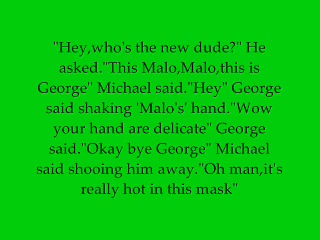 "Hey,who's the new dude?" He
asked."This Malo,Malo,this is
George" Michael said."Hey" George
said shaking 'Malo's' hand."Wow
your hand are delicate" George
said."Okay bye George" Michael
said shooing him away."Oh man,it's
really hot in this mask"